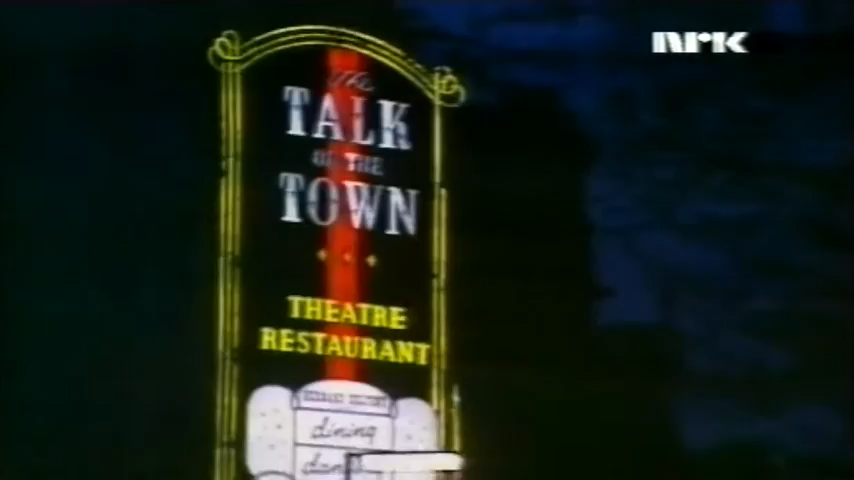 nrk
The
TALK
OF THE
TOWN
THEATRE
RESTAURANT
dining